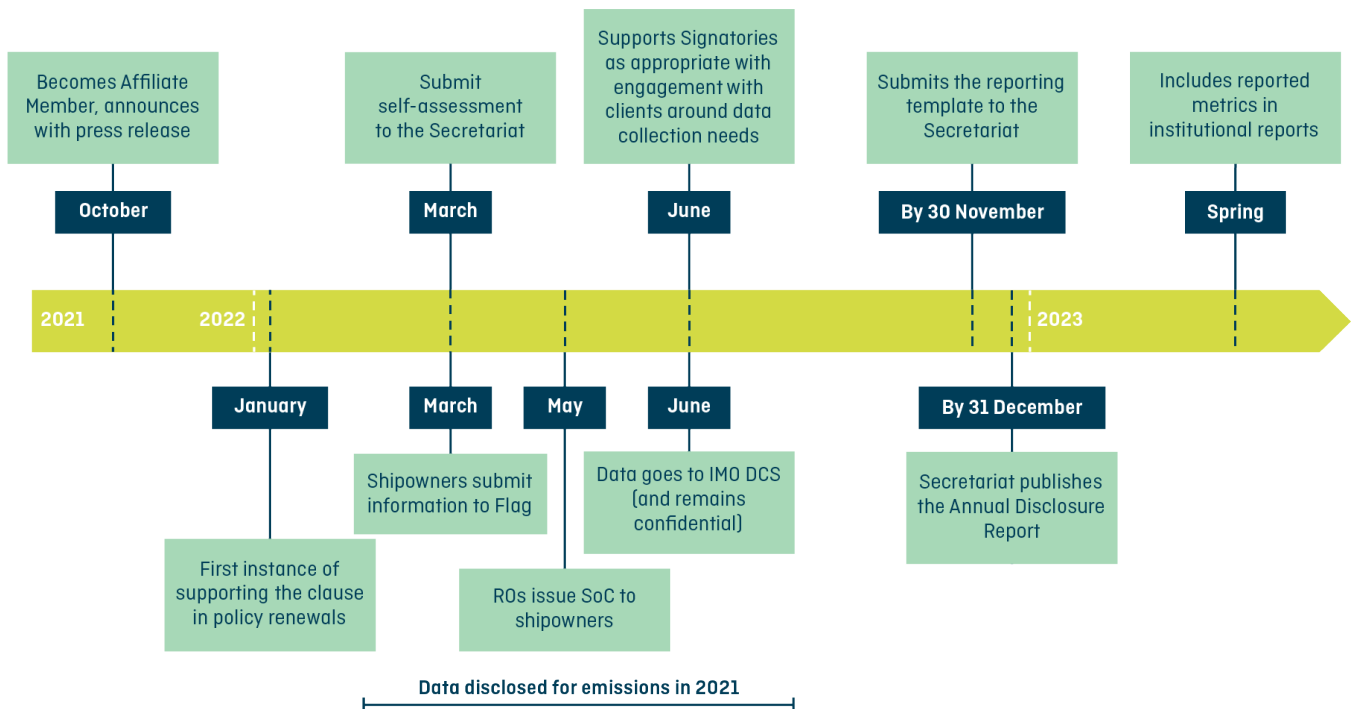 Becomes Affiliate
Member, announces
with press release
October
Submit
self-assessment
to the Secretariat
March
Supports Signatories
as appropriate with
engagement with
clients around data
collection needs
June
Submits the reporting
template to the
Secretariat
By 30 November
Includes reported
metrics in
institutional reports
Spring
2021
2022
2023
January
First instance of
supporting the clause
in policy renewals
March
Shipowners submit
information to Flag
May
ROs issue SoC to
shipowners
June
Data goes to IMO DCS
(and remains
confidential)
By 31 December
Secretariat publishes
the Annual Disclosure
Report
Data disclosed for emissions in 2021